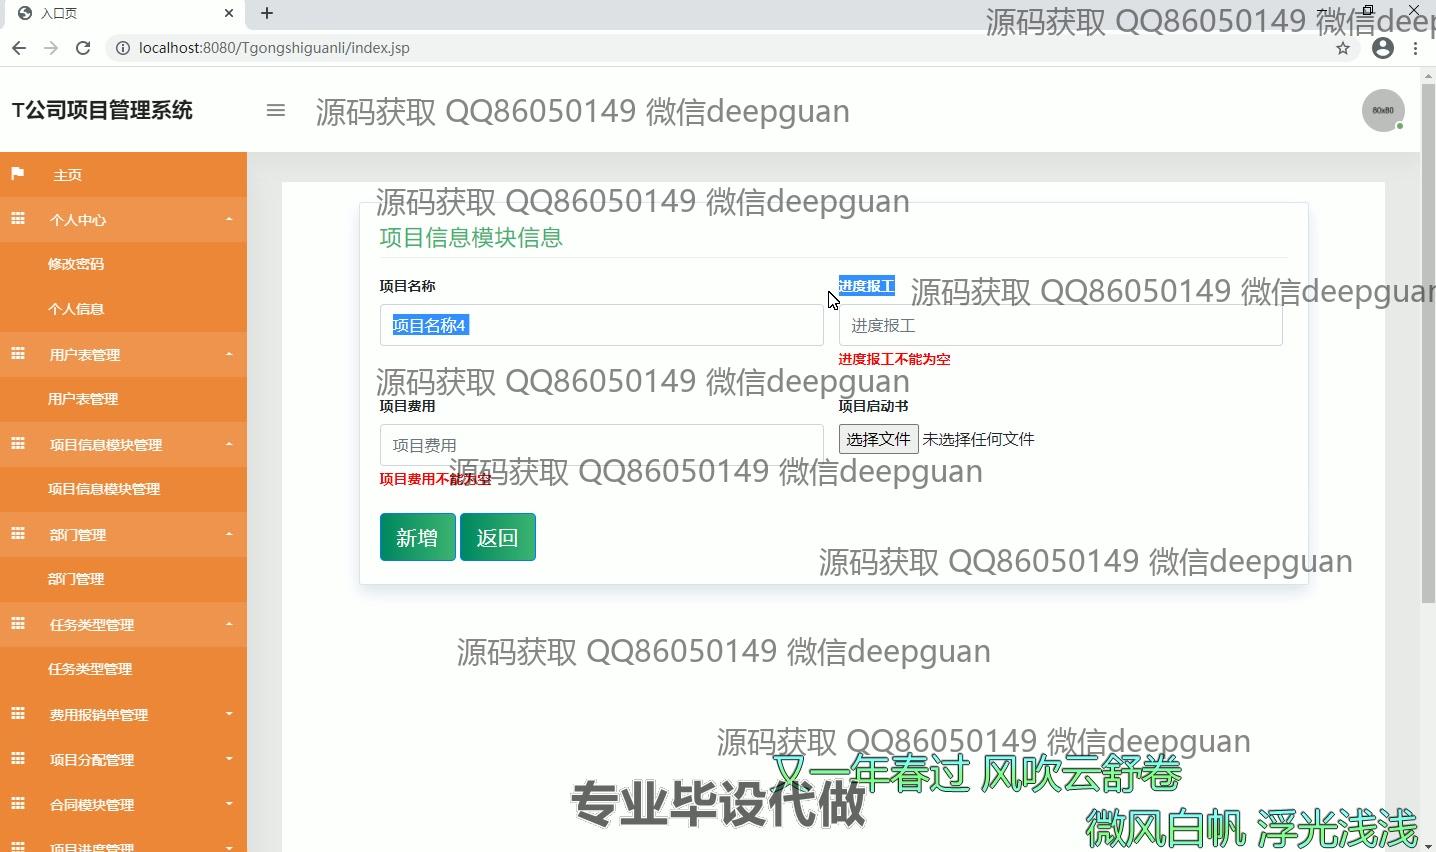 入口页
源码获取 QQ86050149 微信deep
localhost:8080/Tgongshiguanli/index.jsp
T公司项目管理系统
源码获取 QQ86050149 微信deepguan
80x80
主页
个人中心
修改密码
个人信息
用户表管理
用户表管理
项目信息模块管理
项目信息模块管理
部门管理
部门管理
任务类型管理
任务类型管理
费用报销单管理
项目分配管理
合同模块管理
项目进度管理
源码获取 QQ86050149 微信deepguan
项目信息模块信息
项目名称
进度报工
源码获取 QQ86050149 微信deepguan
项目名称4
进度报工
进度报工不能为空
源码获取 QQ86050149 微信deepguan
项目费用
项目启动书
项目费用
选择文件 未选择任何文件
源码获取 QQ86050149 微信deepguan
项目费用不能为空
新增
返回
源码获取 QQ86050149 微信deepguan
源码获取 QQ86050149 微信deepguan
源码获取 QQ86050149 微信deepguan
又一年春过 风吹云舒卷
专业毕设代做
微风白帆 浮光浅浅